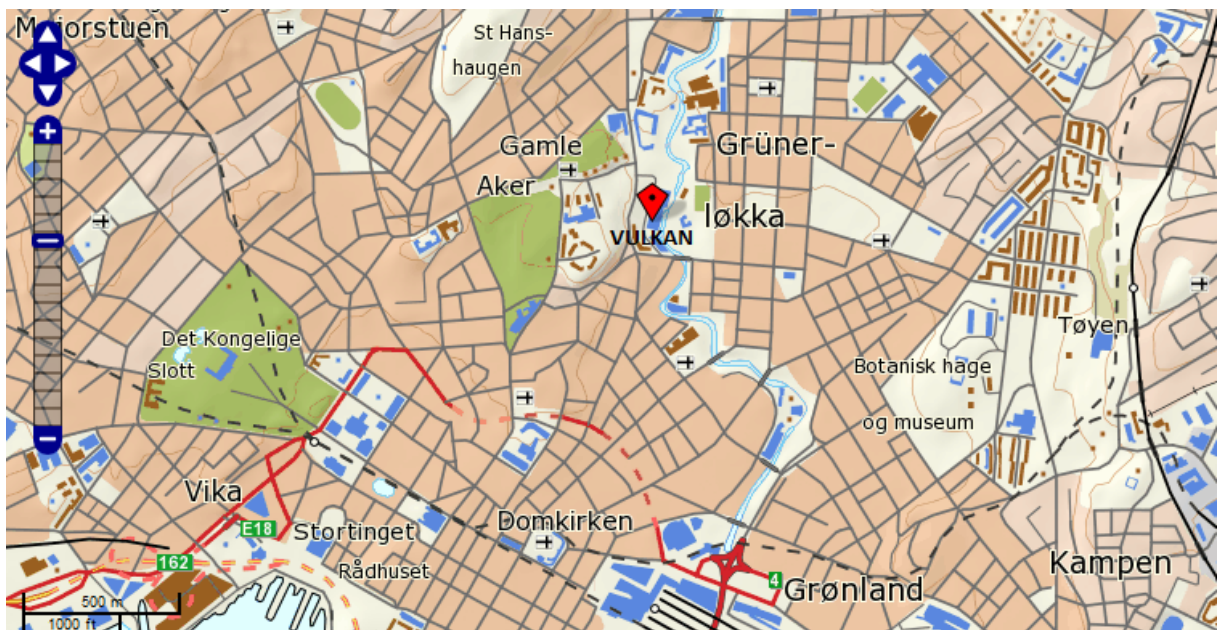 Majorstuen
St Hans-
haugen
Gamle
Aker
Grüner-
løkka
VULKAN
Det Kongelige
Slott
Tøyen
Botanisk hage
og museum
Vika
E18
Stortinget
Domkirken
162
Rådhuset
Kampen
4
Grønland
500 m
1000 ft